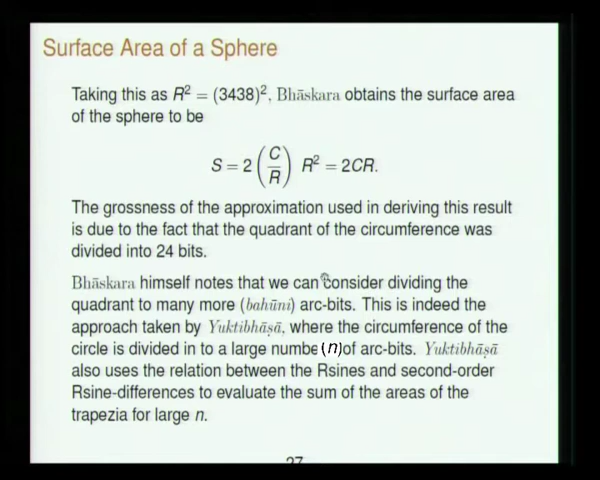 Surface Area of a Sphere
Taking this as R² = (3438)², Bhāskara obtains the surface area
of the sphere to be
S = 2 (C/R) R² = 2CR.
The grossness of the approximation used in deriving this result
is due to the fact that the quadrant of the circumference was
divided into 24 bits.
Bhāskara himself notes that we can consider dividing the
quadrant to many more (bahūni) arc-bits. This is indeed the
approach taken by Yuktibhāṣā, where the circumference of the
circle is divided in to a large numbe (n) of arc-bits. Yuktibhāṣā
also uses the relation between the Rsines and second-order
Rsine-differences to evaluate the sum of the areas of the
trapezia for large n.